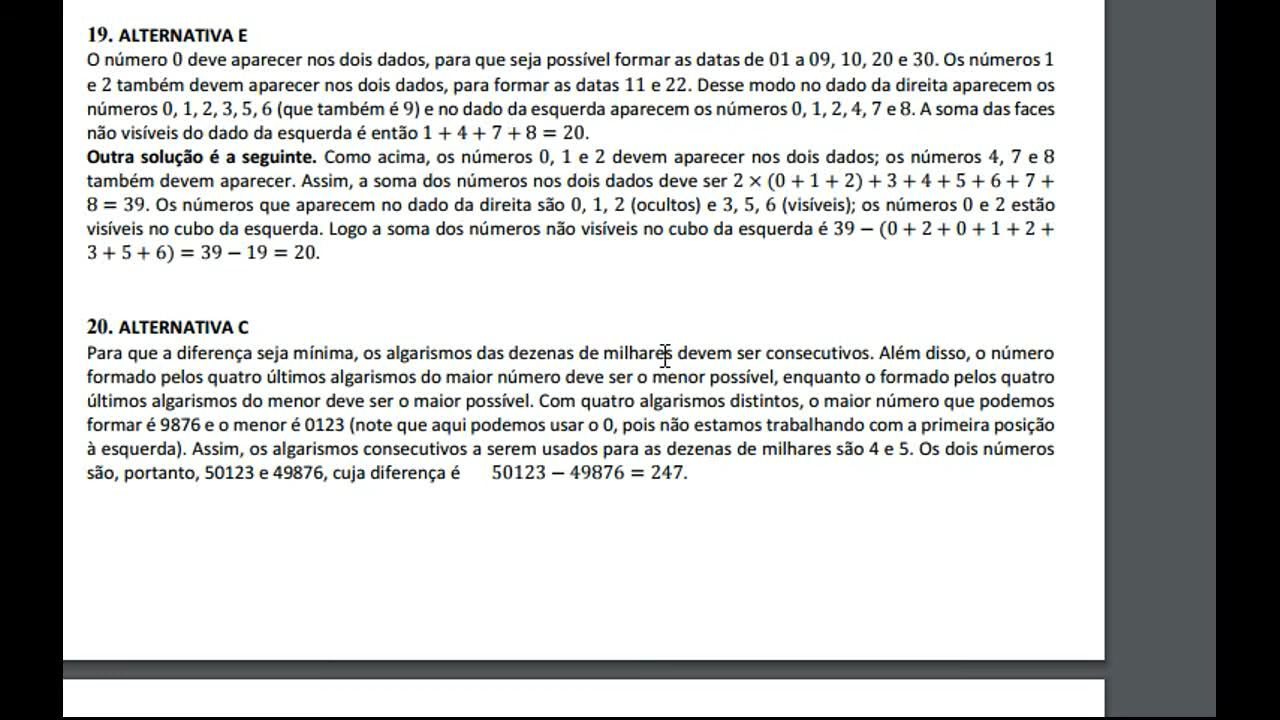 19. ALTERNATIVA E
O número 0 deve aparecer nos dois dados, para que seja possível formar as datas de 01 a 09, 10, 20 e 30. Os números 1
e 2 também devem aparecer nos dois dados, para formar as datas 11 e 22. Desse modo no dado da direita aparecem os
números 0, 1, 2, 3, 5, 6 (que também é 9) e no dado da esquerda aparecem os números 0, 1, 2, 4, 7 e 8. A soma das faces
não visíveis do dado da esquerda é então 1 + 4 + 7 + 8 = 20.
Outra solução é a seguinte. Como acima, os números 0, 1 e 2 devem aparecer nos dois dados; os números 4, 7 e 8
também devem aparecer. Assim, a soma dos números nos dois dados deve ser 2 × (0 + 1 + 2) + 3 + 4 + 5 + 6 + 7 +
8 = 39. Os números que aparecem no dado da direita são 0, 1, 2 (ocultos) e 3, 5, 6 (visíveis); os números 0 e 2 estão
visíveis no cubo da esquerda. Logo a soma dos números não visíveis no cubo da esquerda é 39 − (0 + 2 + 0 + 1 + 2 +
3 + 5 + 6) = 39 − 19 = 20.
20. ALTERNATIVA C
Para que a diferença seja mínima, os algarismos das dezenas de milhares devem ser consecutivos. Além disso, o número
formado pelos quatro últimos algarismos do maior número deve ser o menor possível, enquanto o formado pelos quatro
últimos algarismos do menor deve ser o maior possível. Com quatro algarismos distintos, o maior número que podemos
formar é 9876 e o menor é 0123 (note que aqui podemos usar o 0, pois não estamos trabalhando com a primeira posição
à esquerda). Assim, os algarismos consecutivos a serem usados para as dezenas de milhares são 4 e 5. Os dois números
são, portanto, 50123 e 49876, cuja diferença é 50123 − 49876 = 247.